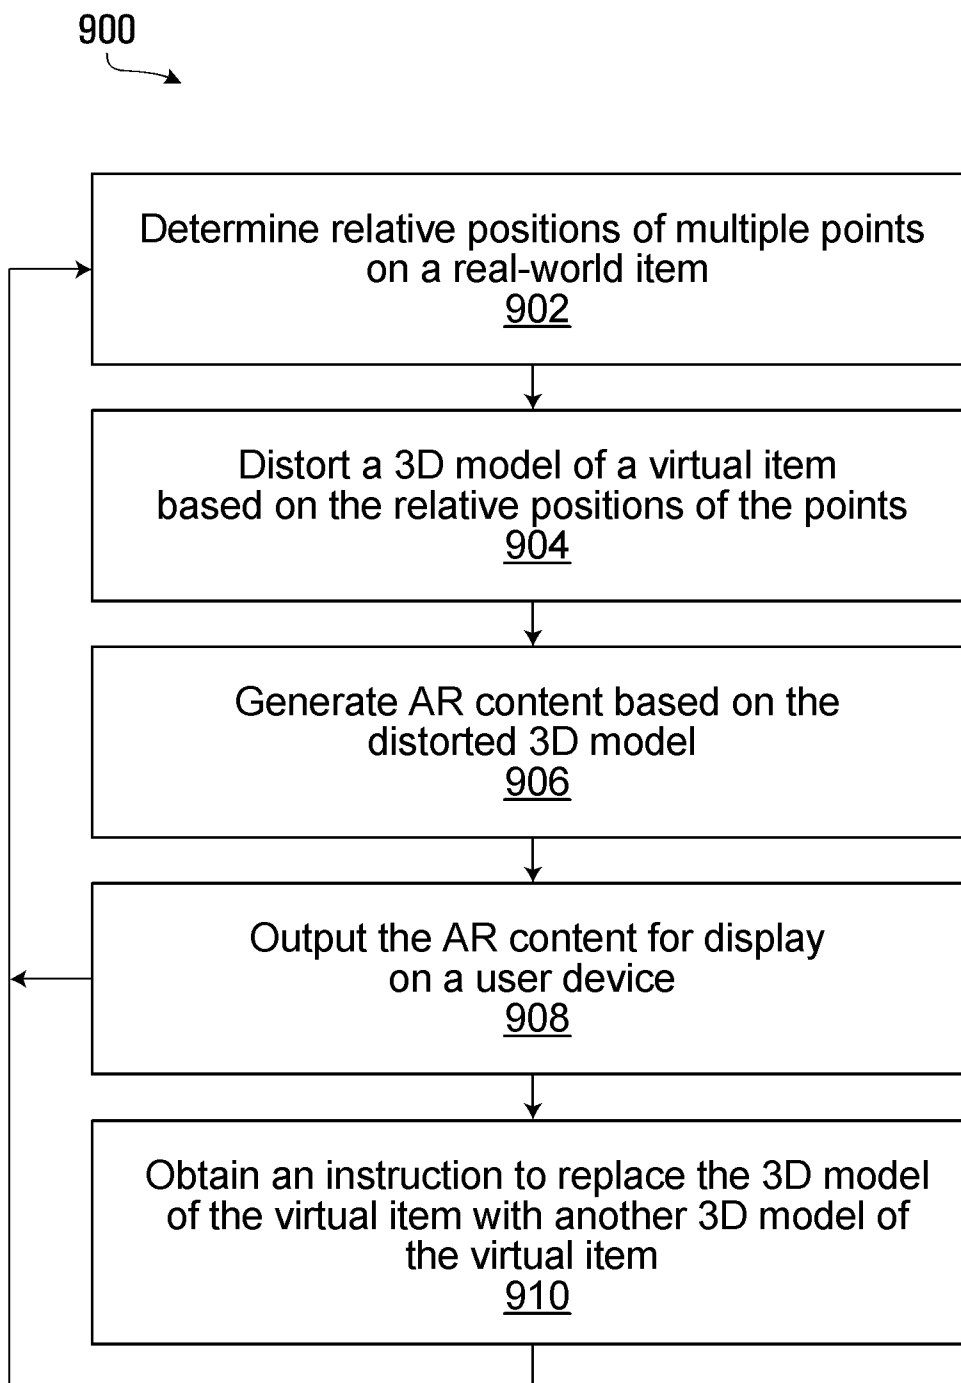 900
Determine relative positions of multiple points
on a real-world item
902
Distort a 3D model of a virtual item
based on the relative positions of the points
904
Generate AR content based on the
distorted 3D model
906
Output the AR content for display
on a user device
908
Obtain an instruction to replace the 3D model
of the virtual item with another 3D model of
the virtual item
910